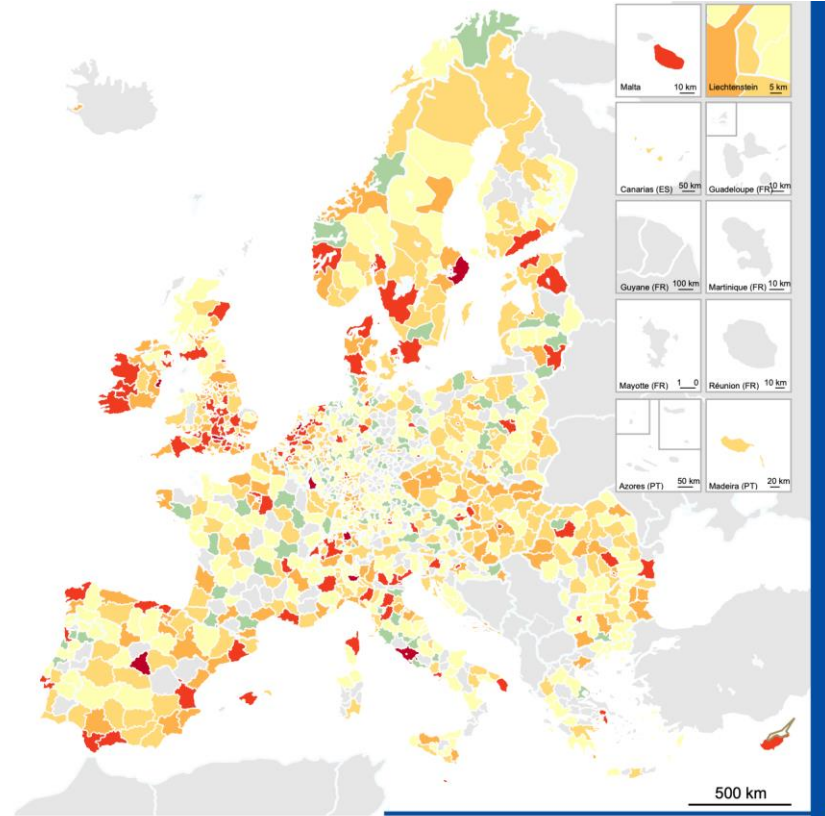 Malta 10 km
Liechtenstein 5 km
Canarias (ES) 50 km
Guadeloupe (FR) 10 km
Guyane (FR) 100 km
Martinique (FR) 10 km
Mayotte (FR) 1 0
Réunion (FR) 10 km
Azores (PT) 50 km
Madeira (PT) 20 km
500 km